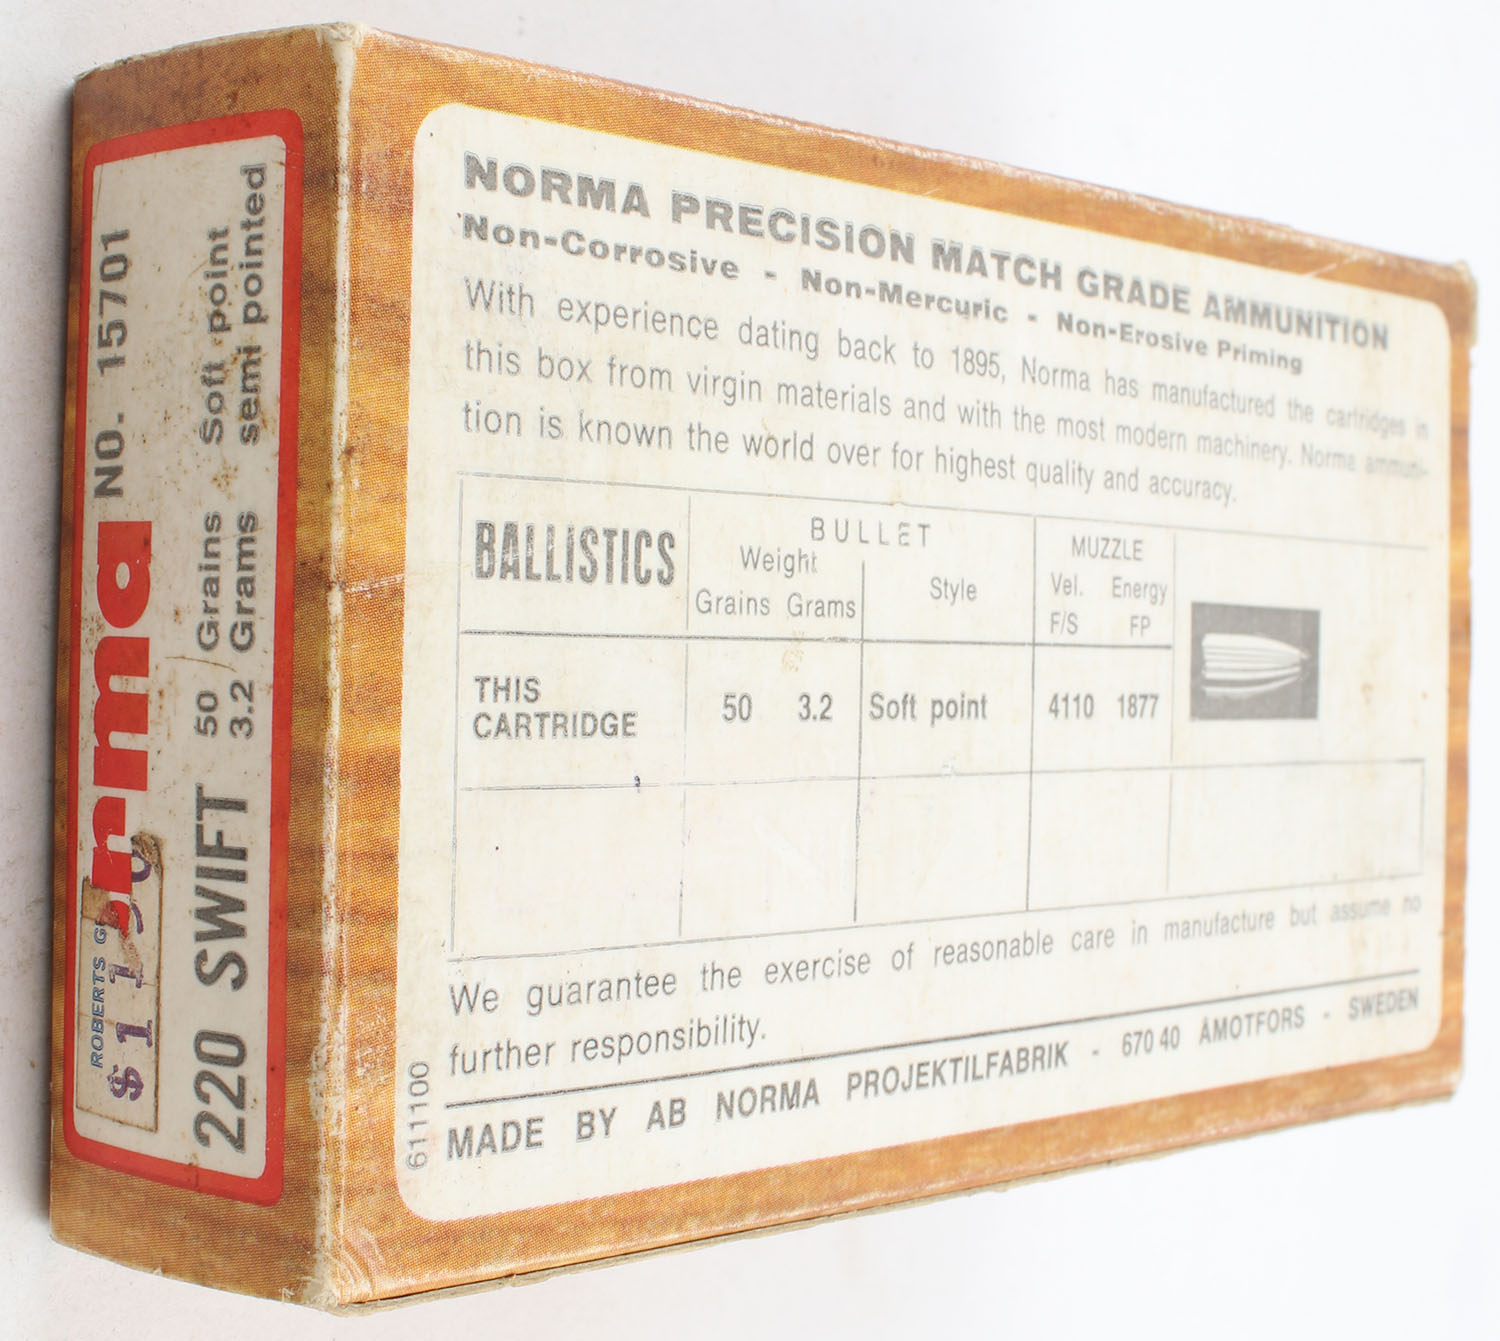 norma NO. 15701
220 SWIFT 50 Grains Soft point
3.2 Grams semi pointed
ROBERTS
NORMA PRECISION MATCH GRADE AMMUNITION
Non-Corrosive - Non-Mercuric - Non-Erosive Priming
With experience dating back to 1895, Norma has manufactured the cartridges in
this box from virgin materials and with the most modern machinery. Norma ammuni-
tion is known the world over for highest quality and accuracy.
BALLISTICS
BULLET
Weight
Grains Grams
Style
MUZZLE
Vel. Energy
F/S FP
THIS
CARTRIDGE
50 3.2 Soft point 4110 1877
We guarantee the exercise of reasonable care in manufacture but assume no
further responsibility.
MADE BY AB NORMA PROJEKTILFABRIK - 670 40 ÅMOTFORS - SWEDEN
611100